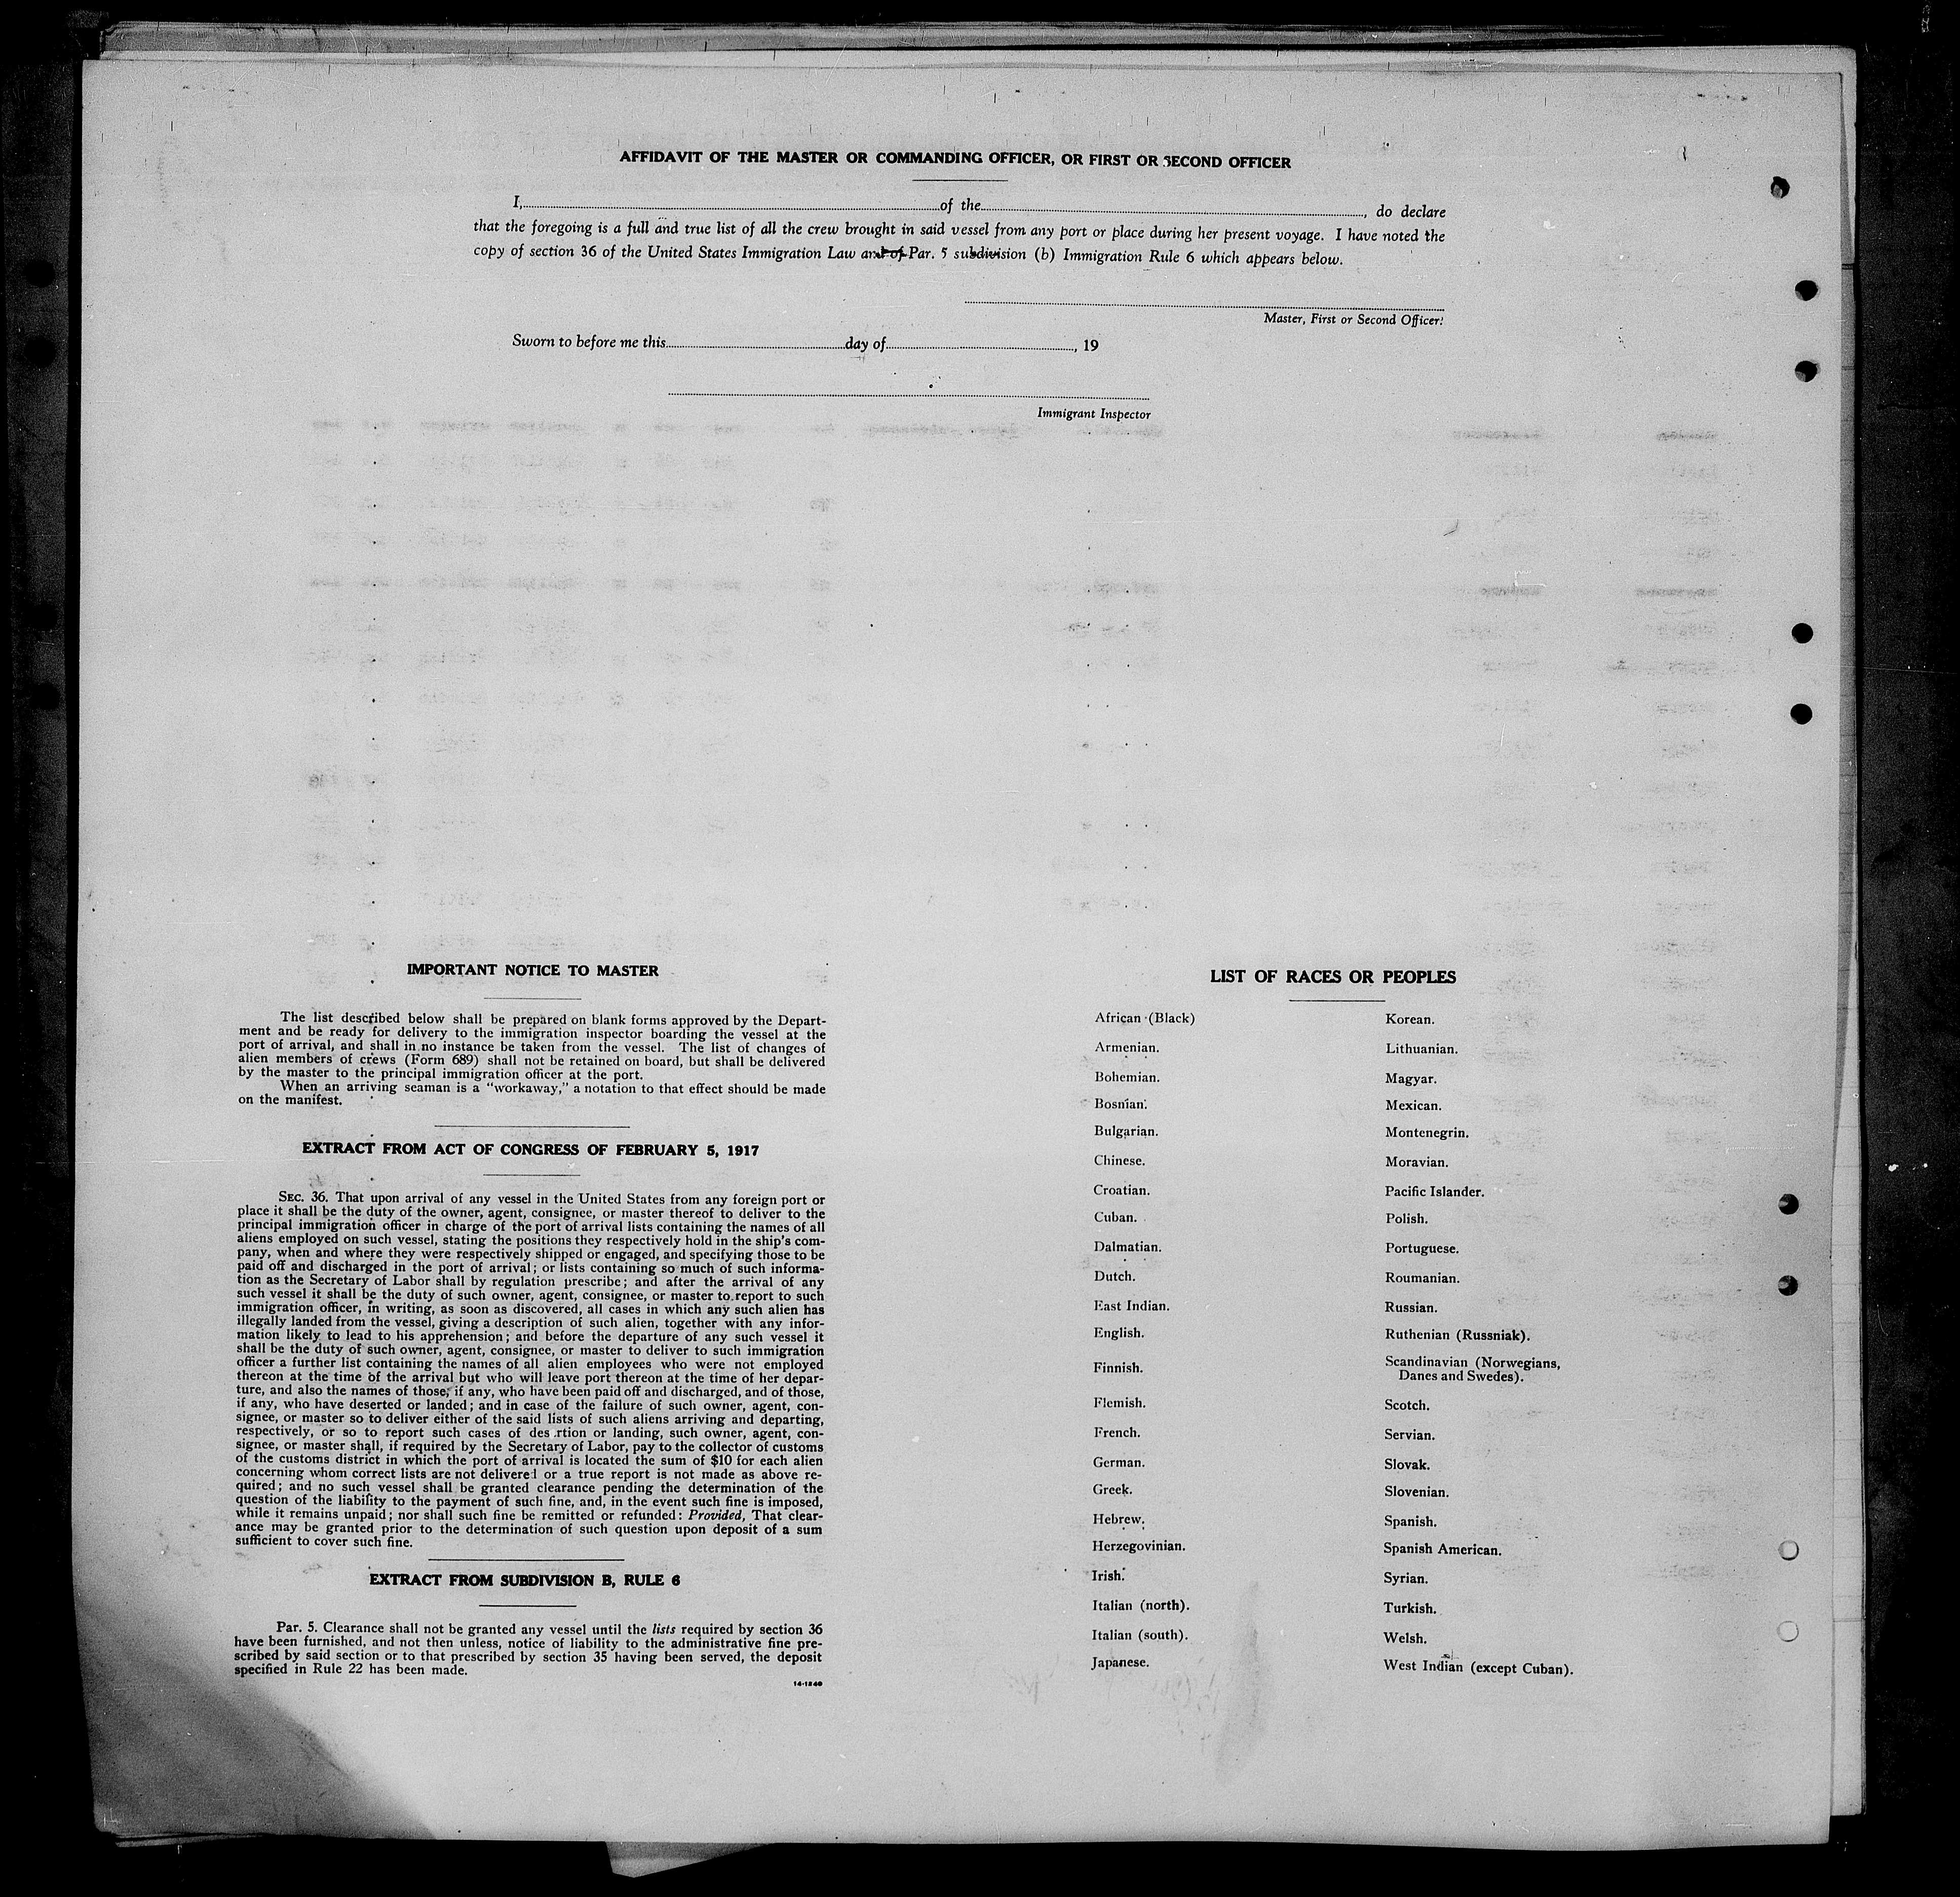 AFFIDAVIT OF THE MASTER OR COMMANDING OFFICER, OR FIRST OR SECOND OFFICER
I, of the , do declare
that the foregoing is a full and true list of all the crew brought in said vessel from any port or place during her present voyage. I have noted the
copy of section 36 of the United States Immigration Law and of Par. 5 subdivision (b) Immigration Rule 6 which appears below.
Master, First or Second Officer.
Sworn to before me this day of , 19
Immigrant Inspector
IMPORTANT NOTICE TO MASTER
The list described below shall be prepared on blank forms approved by the Depart-
ment and be ready for delivery to the immigration inspector boarding the vessel at the
port of arrival, and shall in no instance be taken from the vessel. The list of changes of
alien members of crews (Form 689) shall not be retained on board, but shall be delivered
by the master to the principal immigration officer at the port.
When an arriving seaman is a "workaway," a notation to that effect should be made
on the manifest.
EXTRACT FROM ACT OF CONGRESS OF FEBRUARY 5, 1917
SEC. 36. That upon arrival of any vessel in the United States from any foreign port or
place it shall be the duty of the owner, agent, consignee, or master thereof to deliver to the
principal immigration officer in charge of the port of arrival lists containing the names of all
aliens employed on such vessel, stating the positions they respectively hold in the ship's com-
pany, when and where they were respectively shipped or engaged, and specifying those to be
paid off and discharged in the port of arrival; or lists containing so much of such informa-
tion as the Secretary of Labor shall by regulation prescribe; and after the arrival of any
such vessel it shall be the duty of such owner, agent, consignee, or master to report to such
immigration officer, in writing, as soon as discovered, all cases in which any such alien has
illegally landed from the vessel, giving a description of such alien, together with any infor-
mation likely to lead to his apprehension; and before the departure of any such vessel it
shall be the duty of such owner, agent, consignee, or master to deliver to such immigration
officer a further list containing the names of all alien employees who were not employed
thereon at the time of the arrival but who will leave port thereon at the time of her depar-
ture, and also the names of those, if any, who have been paid off and discharged, and of those,
if any, who have deserted or landed; and in case of the failure of such owner, agent, con-
signee, or master so to deliver either of the said lists of such aliens arriving and departing,
respectively, or so to report such cases of desertion or landing, such owner, agent, con-
signee, or master shall, if required by the Secretary of Labor, pay to the collector of customs
of the customs district in which the port of arrival is located the sum of $10 for each alien
concerning whom correct lists are not delivered or a true report is not made as above re-
quired; and no such vessel shall be granted clearance pending the determination of the
question of the liability to the payment of such fine, and, in the event such fine is imposed,
while it remains unpaid; nor shall such fine be remitted or refunded: Provided, That clear-
ance may be granted prior to the determination of such question upon deposit of a sum
sufficient to cover such fine.
EXTRACT FROM SUBDIVISION B, RULE 6
Par. 5. Clearance shall not be granted any vessel until the lists required by section 36
have been furnished, and not then unless, notice of liability to the administrative fine pre-
scribed by said section or to that prescribed by section 35 having been served, the deposit
specified in Rule 22 has been made.
14-1240
LIST OF RACES OR PEOPLES
African (Black)
Armenian.
Bohemian.
Bosnian.
Bulgarian.
Chinese.
Croatian.
Cuban.
Dalmatian.
Dutch.
East Indian.
English.
Finnish.
Flemish.
French.
German.
Greek.
Hebrew.
Herzegovinian.
Irish.
Italian (north).
Italian (south).
Japanese.
Korean.
Lithuanian.
Magyar.
Mexican.
Montenegrin.
Moravian.
Pacific Islander.
Polish.
Portuguese.
Roumanian.
Russian.
Ruthenian (Russniak).
Scandinavian (Norwegians,
Danes and Swedes).
Scotch.
Servian.
Slovak.
Slovenian.
Spanish.
Spanish American.
Syrian.
Turkish.
Welsh.
West Indian (except Cuban).